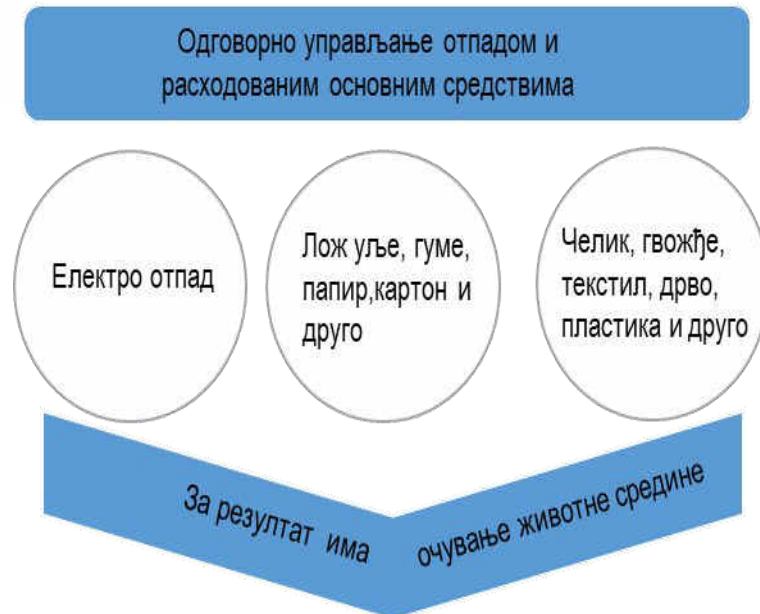 Одговорно управљање отпадом и
расходованим основним средствима
Електро отпад
Лож уље, гуме,
папир,картон и
друго
Челик, гвожђе,
текстил, дрво,
пластика и друго
За резултат има
очување животне средине